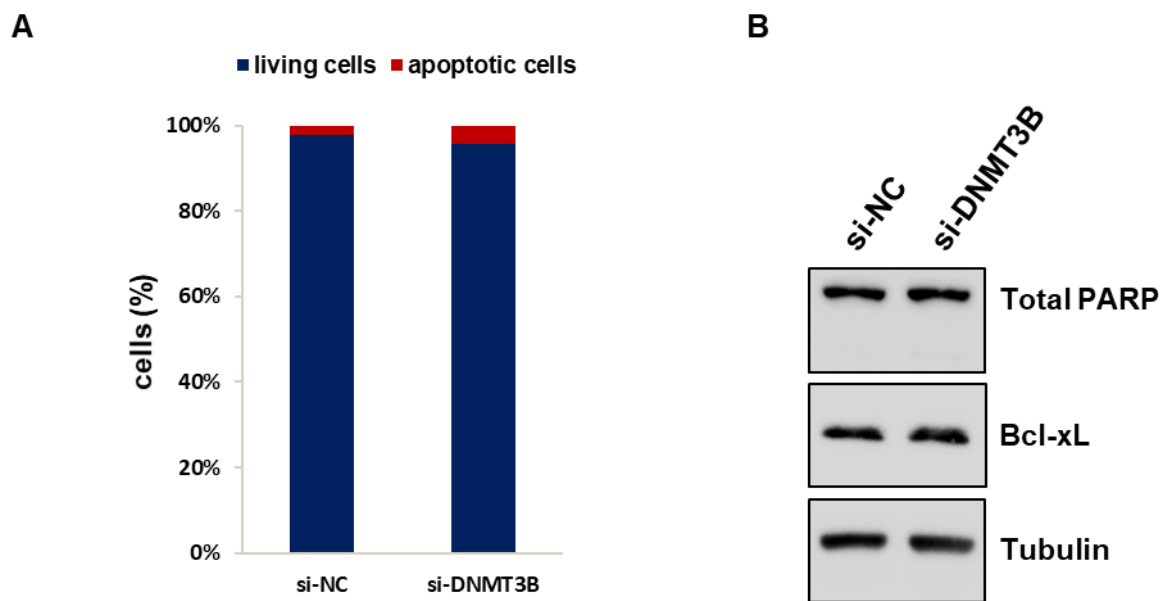 A
living cells apoptotic cells
100%
80%
60%
40%
20%
0%
cells (%)
si-NC si-DNMT3B
B
si-NC si-DNMT3B
Total PARP
Bcl-xL
Tubulin